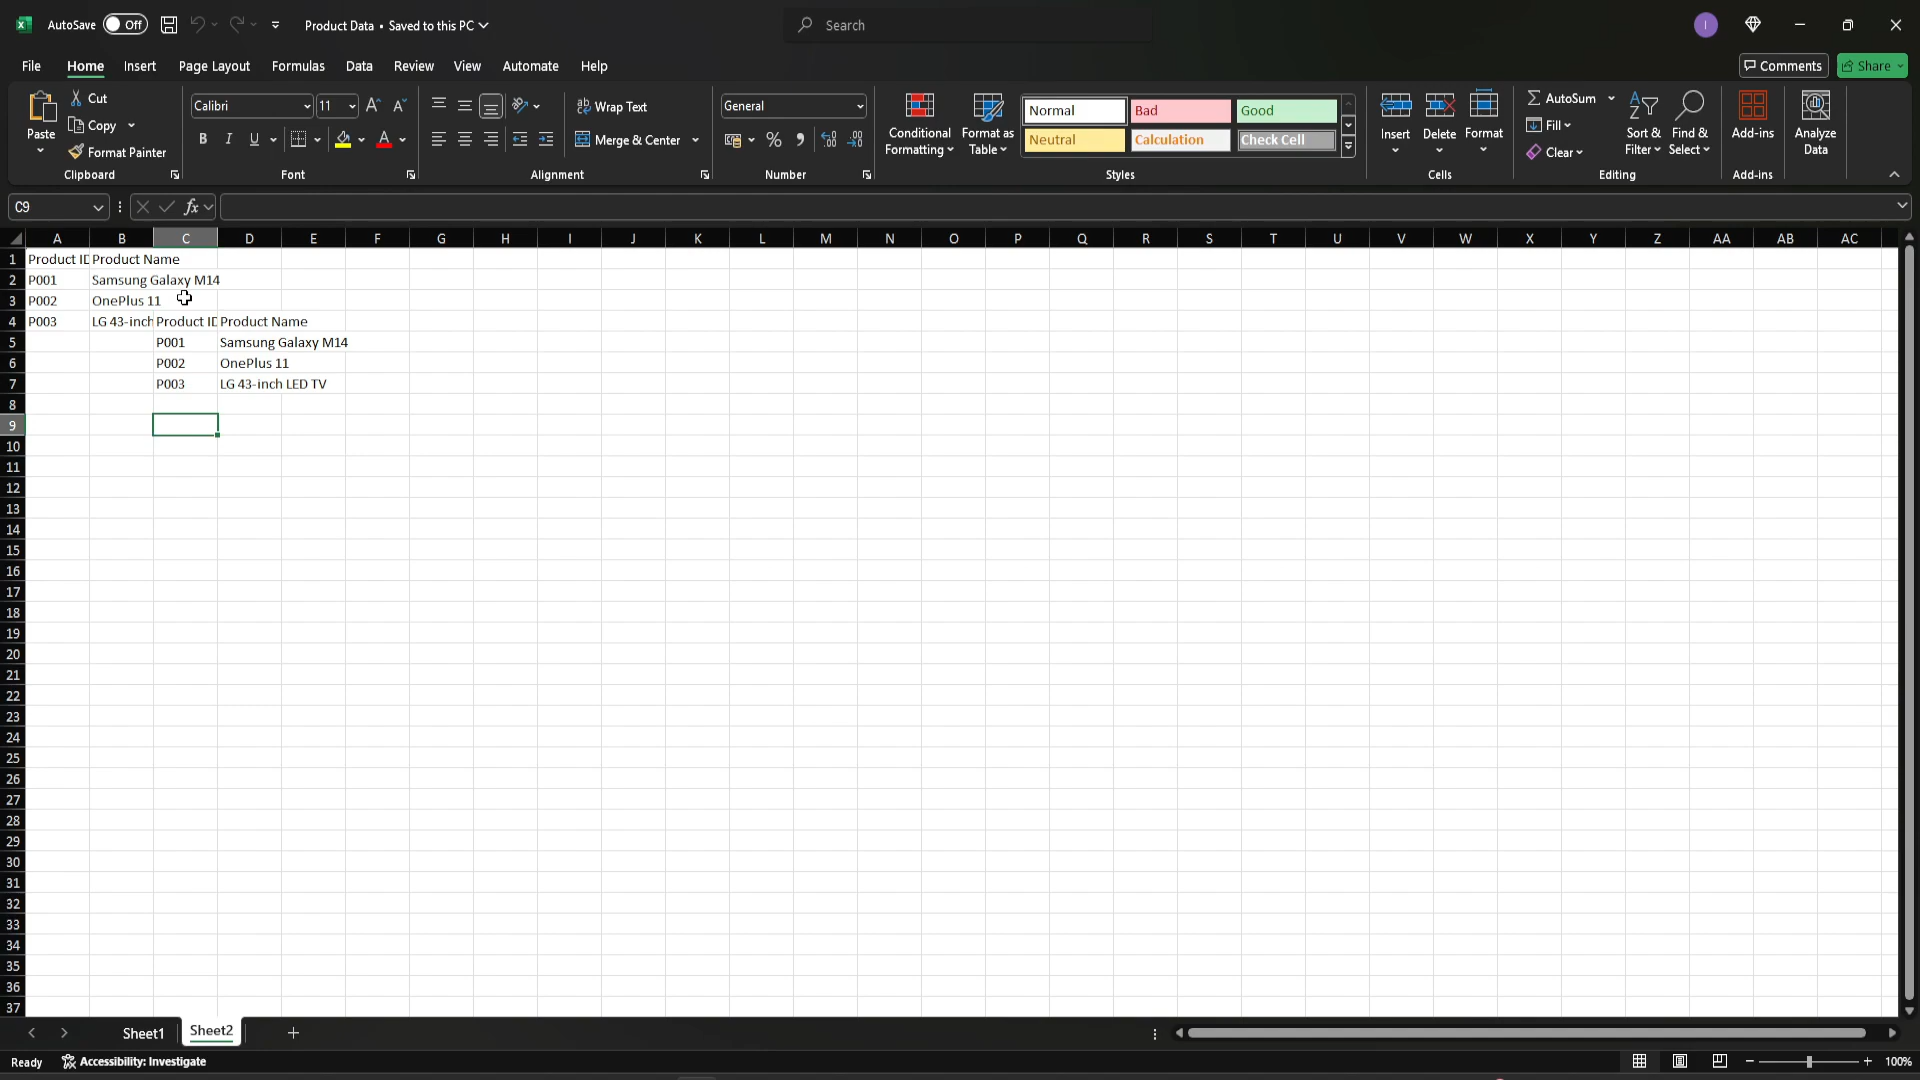 AutoSave Off Product Data • Saved to this PC Search I
File Home Insert Page Layout Formulas Data Review View Automate Help Comments Share
Paste Cut Copy Format Painter Clipboard
Calibri 11 B I U Font
Wrap Text Merge & Center Alignment
General % Number
Conditional Formatting Format as Table Normal Bad Good Neutral Calculation Check Cell Styles
Insert Delete Format Cells
AutoSum Fill Clear Sort & Filter Find & Select Editing
Add-ins Add-ins
Analyze Data
C9 fx
A B C D E F G H I J K L M N O P Q R S T U V W X Y Z AA AB AC
1 Product ID Product Name
2 P001 Samsung Galaxy M14
3 P002 OnePlus 11
4 P003 LG 43-inch Product ID Product Name
5 P001 Samsung Galaxy M14
6 P002 OnePlus 11
7 P003 LG 43-inch LED TV
8
9
10
11
12
13
14
15
16
17
18
19
20
21
22
23
24
25
26
27
28
29
30
31
32
33
34
35
36
37
Sheet1 Sheet2
Ready Accessibility: Investigate 100%